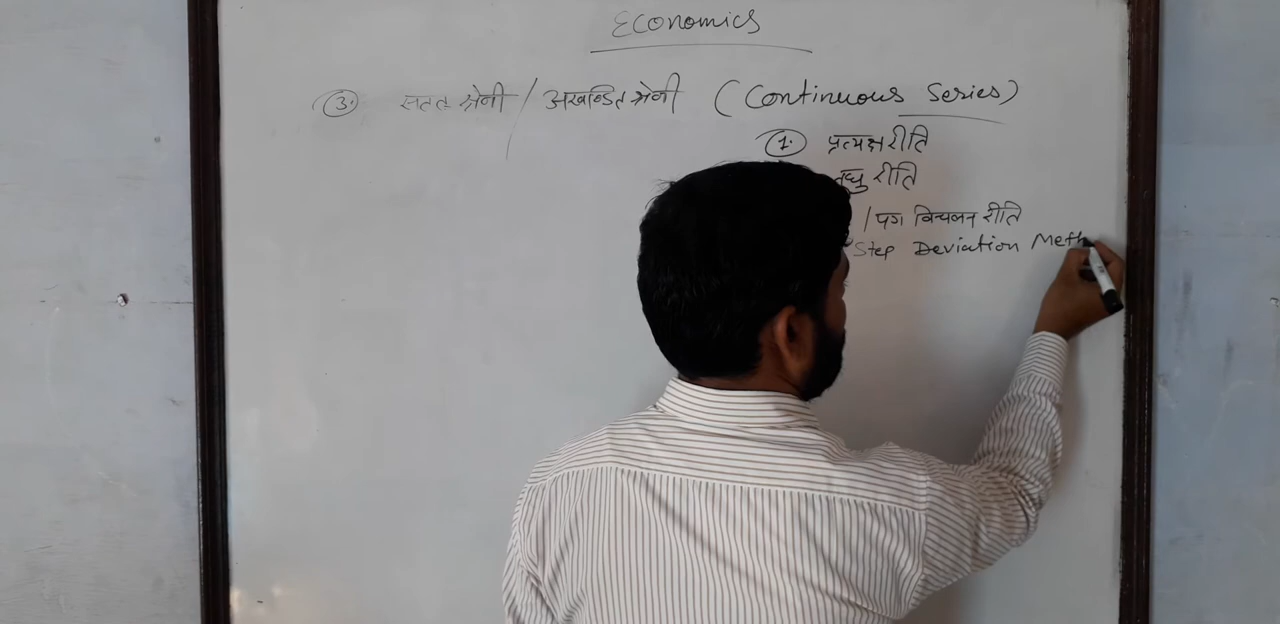 Economics
3. सतत श्रेणी / अखण्डित श्रेणी (Continuous Series)
1. प्रत्यक्ष रीति
लघु रीति
/ पग विचलन रीति
Step Deviation Meth